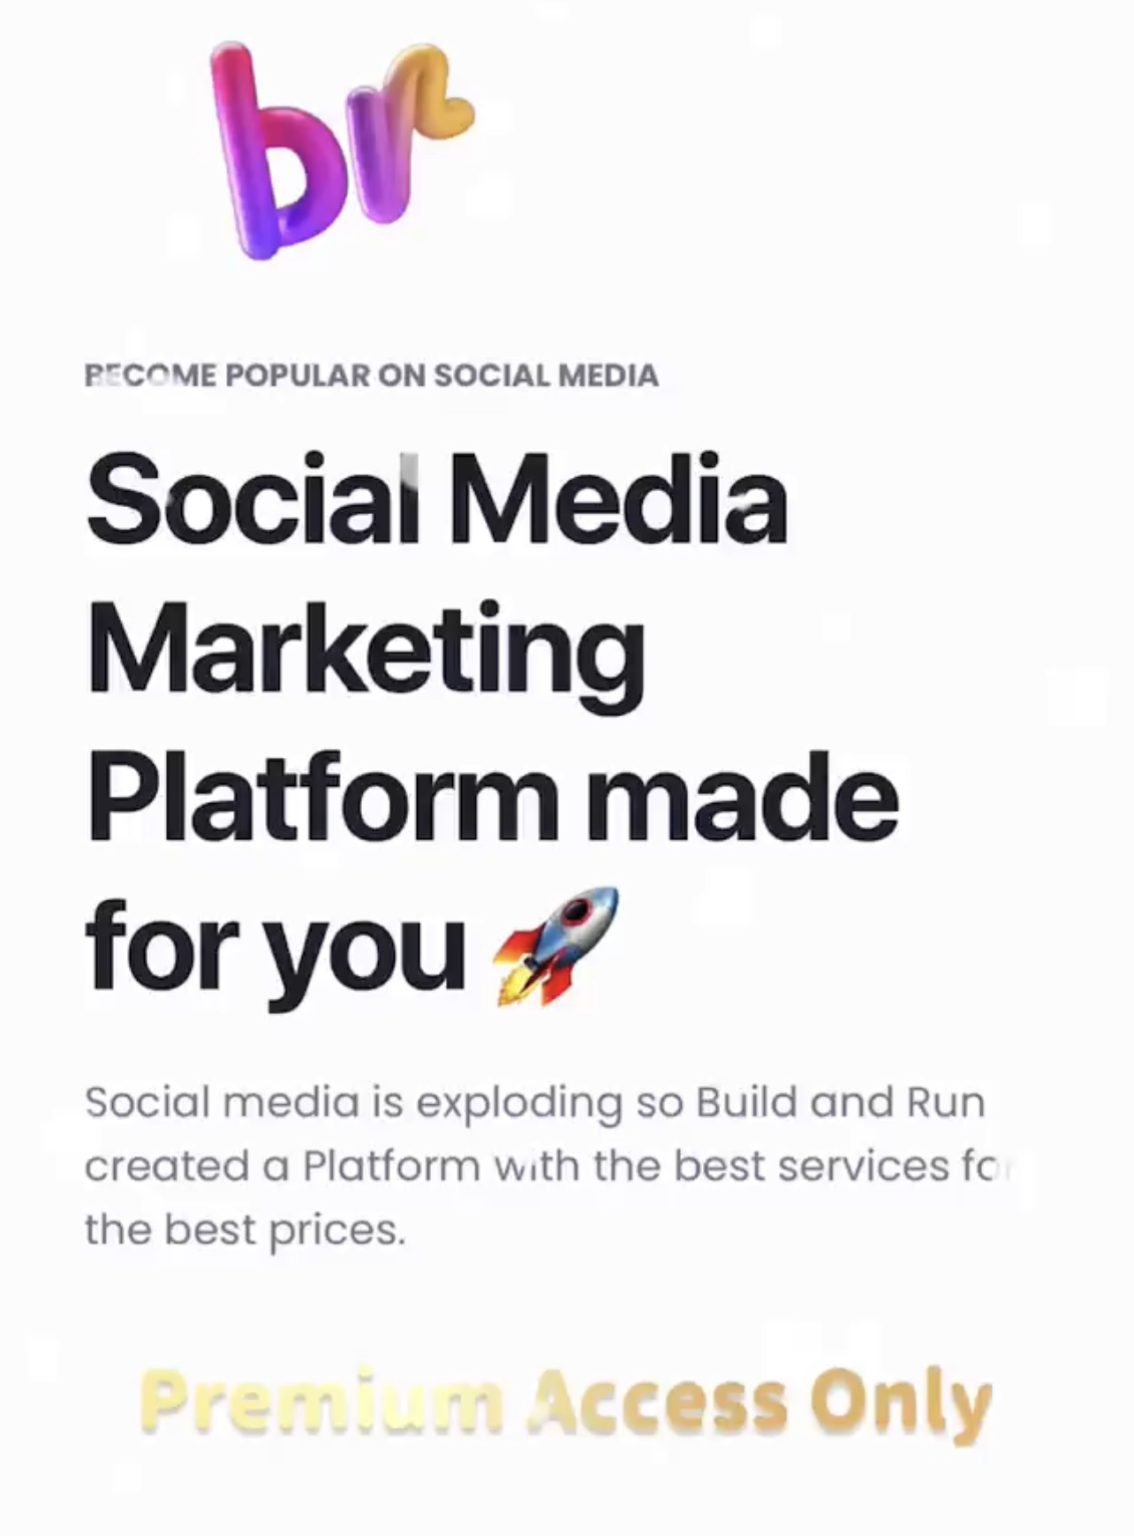 br
BECOME POPULAR ON SOCIAL MEDIA
Social Media
Marketing
Platform made
for you 🚀
Social media is exploding so Build and Run
created a Platform with the best services for
the best prices.
Premium Access Only